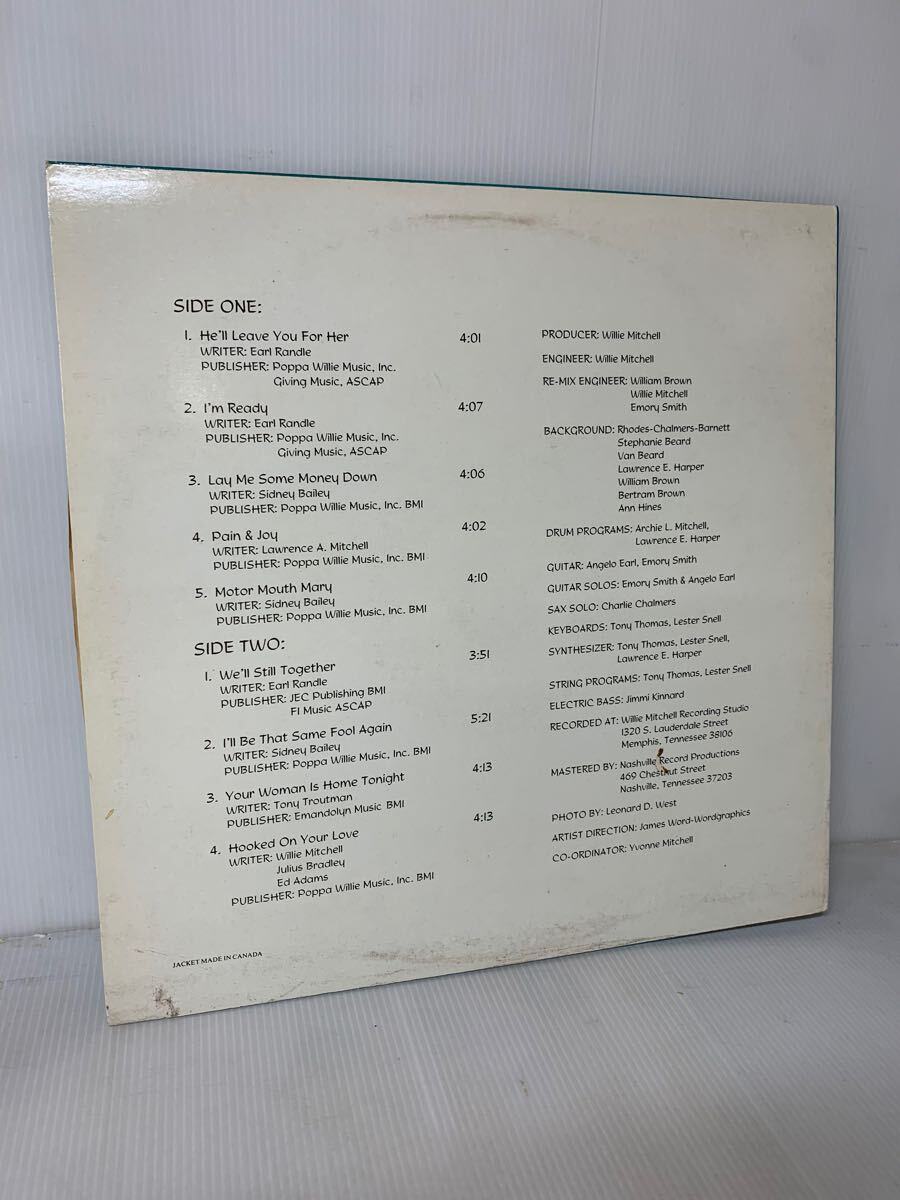 SIDE ONE:
1. He'll Leave You For Her 4:01
WRITER: Earl Randle
PUBLISHER: Poppa Willie Music, Inc.
Giving Music, ASCAP
2. I'm Ready 4:07
WRITER: Earl Randle
PUBLISHER: Poppa Willie Music, Inc.
Giving Music, ASCAP
3. Lay Me Some Money Down 4:06
WRITER: Sidney Bailey
PUBLISHER: Poppa Willie Music, Inc. BMI
4. Pain & Joy 4:02
WRITER: Lawrence A. Mitchell
PUBLISHER: Poppa Willie Music, Inc. BMI
5. Motor Mouth Mary 4:10
WRITER: Sidney Bailey
PUBLISHER: Poppa Willie Music, Inc. BMI
SIDE TWO:
1. We'll Still Together 3:51
WRITER: Earl Randle
PUBLISHER: JEC Publishing BMI
FI Music ASCAP
2. I'll Be That Same Fool Again 5:21
WRITER: Sidney Bailey
PUBLISHER: Poppa Willie Music, Inc. BMI
3. Your Woman Is Home Tonight 4:13
WRITER: Tony Troutman
PUBLISHER: Emandolyn Music BMI
4. Hooked On Your Love 4:13
WRITER: Willie Mitchell
Julius Bradley
Ed Adams
PUBLISHER: Poppa Willie Music, Inc. BMI
JACKET MADE IN CANADA
PRODUCER: Willie Mitchell
ENGINEER: Willie Mitchell
RE-MIX ENGINEER: William Brown
Willie Mitchell
Emory Smith
BACKGROUND: Rhodes-Chalmers-Barnett
Stephanie Beard
Van Beard
Lawrence E. Harper
William Brown
Bertram Brown
Ann Hines
DRUM PROGRAMS: Archie L. Mitchell,
Lawrence E. Harper
GUITAR: Angelo Earl, Emory Smith
GUITAR SOLOS: Emory Smith & Angelo Earl
SAX SOLO: Charlie Chalmers
KEYBOARDS: Tony Thomas, Lester Snell
SYNTHESIZER: Tony Thomas, Lester Snell,
Lawrence E. Harper
STRING PROGRAMS: Tony Thomas, Lester Snell
ELECTRIC BASS: Jimmi Kinnard
RECORDED AT: Willie Mitchell Recording Studio
1320 S. Lauderdale Street
Memphis, Tennessee 38106
MASTERED BY: Nashville Record Productions
469 Chestnut Street
Nashville, Tennessee 37203
PHOTO BY: Leonard D. West
ARTIST DIRECTION: James Word-Wordgraphics
CO-ORDINATOR: Yvonne Mitchell